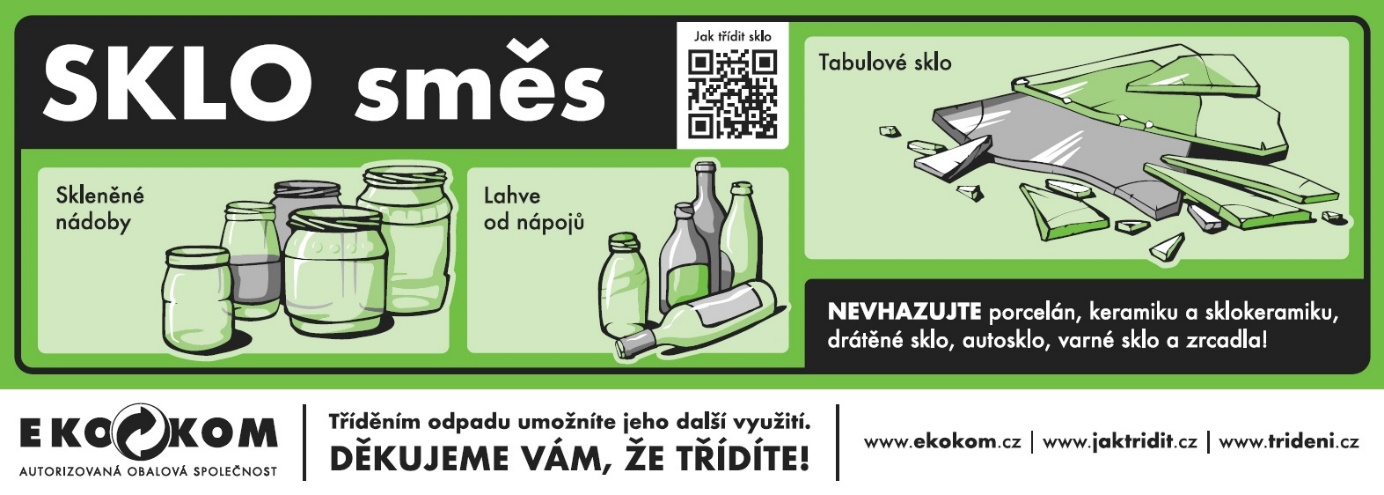 SKLO směs
Jak třídit sklo
Skleněné
nádoby
Lahve
od nápojů
Tabulové sklo
NEVHAZUJTE porcelán, keramiku a sklokeramiku,
drátěné sklo, autosklo, varné sklo a zrcadla!
EKO KOM
AUTORIZOVANÁ OBALOVÁ SPOLEČNOST
Tříděním odpadu umožníte jeho další využití.
DĚKUJEME VÁM, ŽE TŘÍDÍTE!
www.ekokom.cz | www.jaktridit.cz | www.trideni.cz